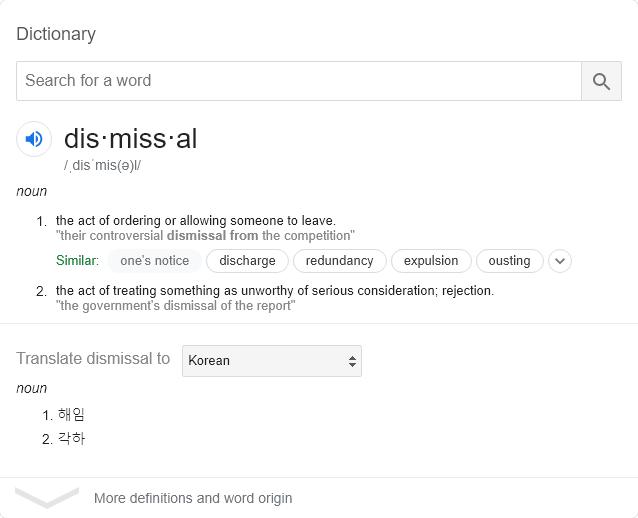 Dictionary
Search for a word
dis·miss·al
/ˌdisˈmis(ə)l/
noun
1. the act of ordering or allowing someone to leave.
"their controversial dismissal from the competition"
Similar: one's notice discharge redundancy expulsion ousting
2. the act of treating something as unworthy of serious consideration; rejection.
"the government's dismissal of the report"
Translate dismissal to Korean
noun
1. 해임
2. 각하
More definitions and word origin